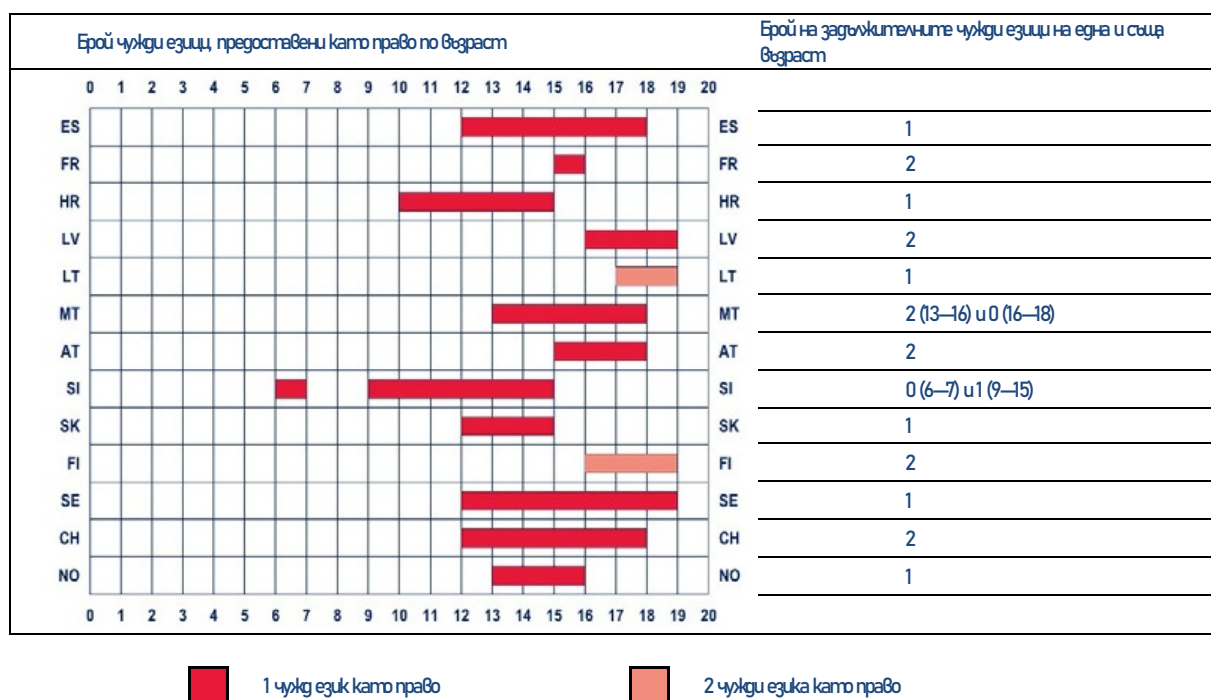 Брой чужди езици, предоставени като право по възраст
Брой на задължителните чужди езици на една и съща
възраст
0 1 2 3 4 5 6 7 8 9 10 11 12 13 14 15 16 17 18 19 20
ES ES 1
FR FR 2
HR HR 1
LV LV 2
LT LT 1
MT MT 2 (13—16) и 0 (16—18)
AT AT 2
SI SI 0 (6—7) и 1 (9—15)
SK SK 1
FI FI 2
SE SE 1
CH CH 2
NO NO 1
0 1 2 3 4 5 6 7 8 9 10 11 12 13 14 15 16 17 18 19 20
1 чужд език като право 2 чужди езика като право